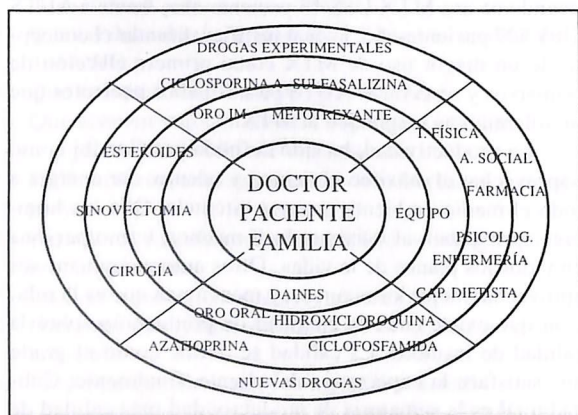 DROGAS EXPERIMENTALES
CICLOSPORINA SULFASALIZINA
ORO IM METOTREXANTE
T. FÍSICA
ESTEROIDES
A. SOCIAL
DOCTOR
FARMACIA
SINOVECTOMIA
PACIENTE
EQUIPO
FAMILIA
PSICOLOG.
ENFERMERÍA
CIRUGÍA
DAINES
CAP. DIETISTA
ORO ORAL HIDROXICLOROQUINA
AZATIOPRINA CICLOFOSFAMIDA
NUEVAS DROGAS